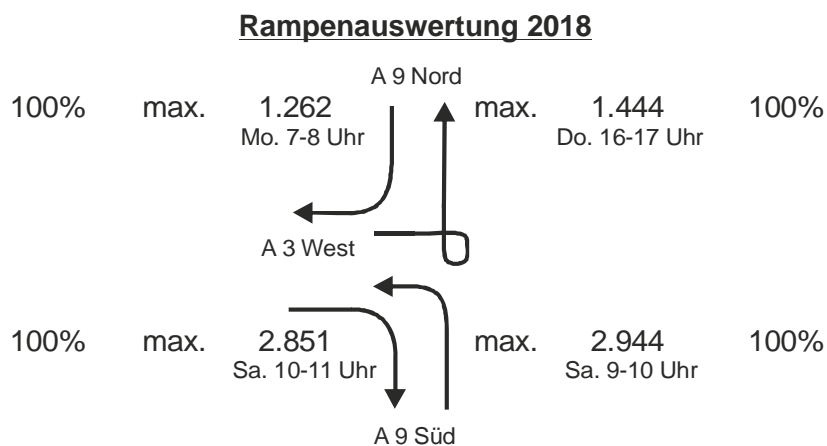 Rampenauswertung 2018
A 9 Nord
100% max. 1.262 max. 1.444 100%
Mo. 7-8 Uhr Do. 16-17 Uhr
A 3 West
100% max. 2.851 max. 2.944 100%
Sa. 10-11 Uhr Sa. 9-10 Uhr
A 9 Süd